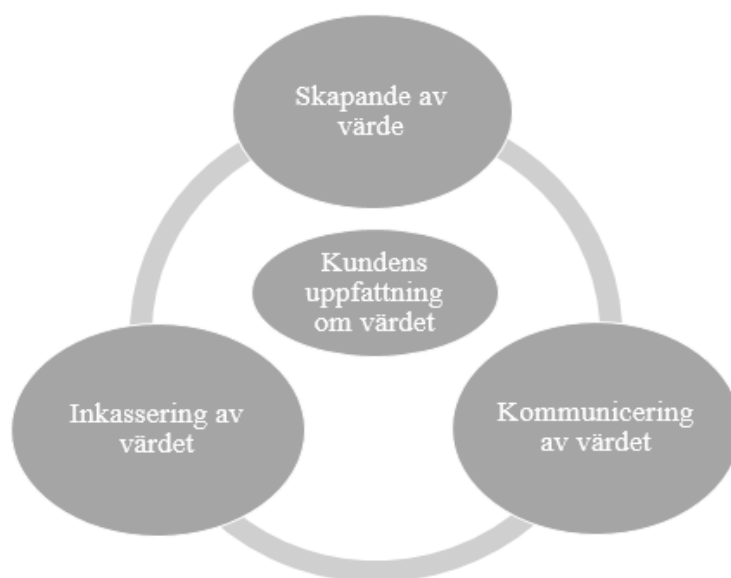 Skapande av
värde
Kundens
uppfattning
om värdet
Inkassering av
värdet
Kommunicering
av värdet